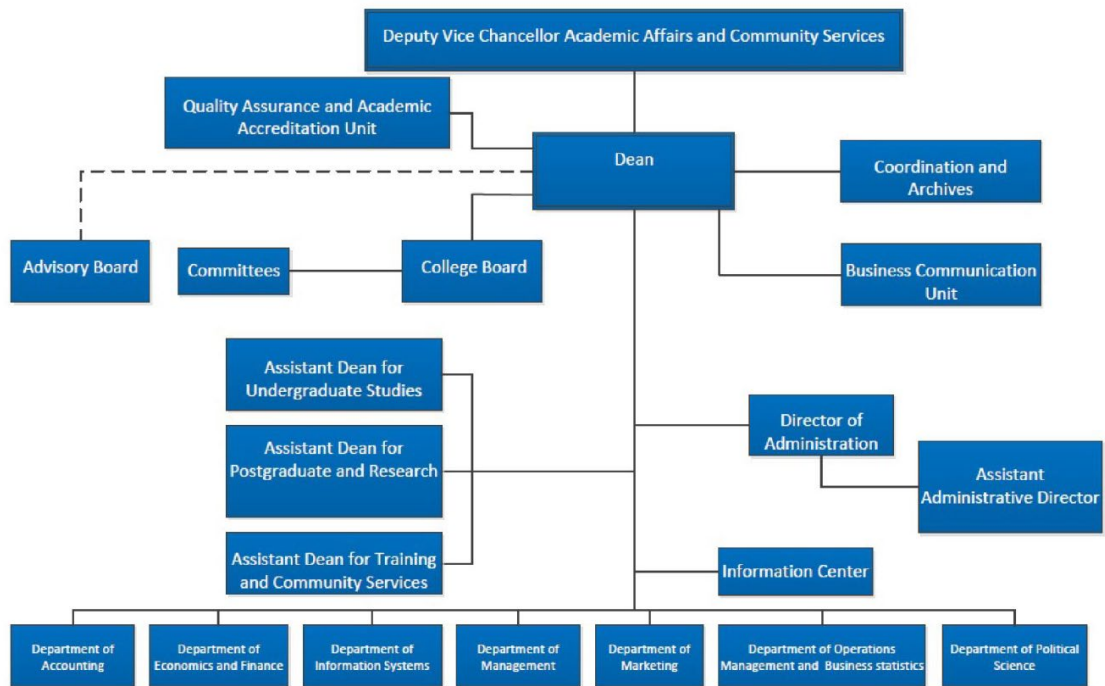 Deputy Vice Chancellor Academic Affairs and Community Services
Quality Assurance and Academic
Accreditation Unit
Dean
Coordination and
Archives
Advisory Board
Committees
College Board
Business Communication
Unit
Assistant Dean for
Undergraduate Studies
Assistant Dean for
Postgraduate and Research
Assistant Dean for Training
and Community Services
Director of
Administration
Assistant
Administrative Director
Information Center
Department of
Accounting
Department of
Economics and Finance
Department of
Information Systems
Department of
Management
Department of
Marketing
Department of Operations
Management and Business statistics
Department of Political
Science